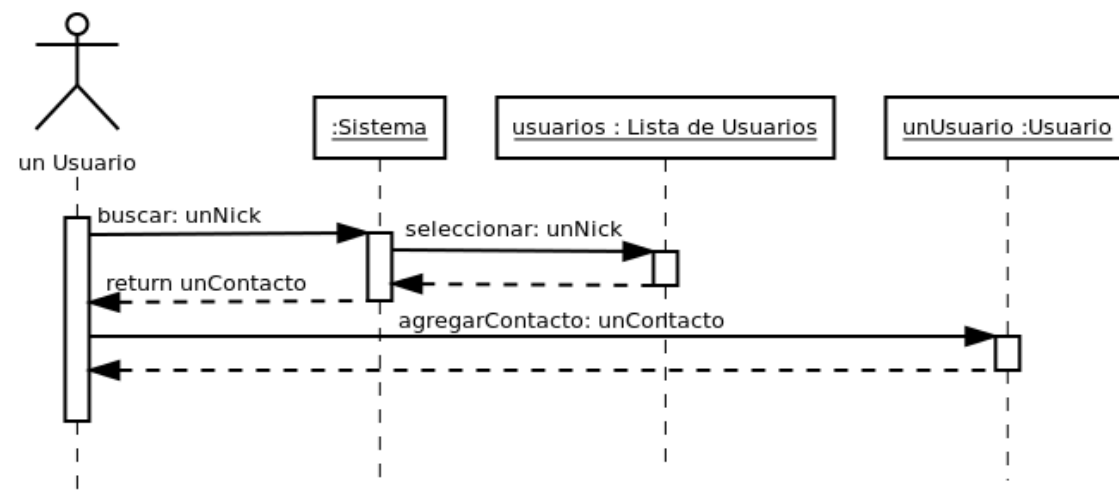 :Sistema
usuarios : Lista de Usuarios
unUsuario :Usuario
un Usuario
buscar: unNick
seleccionar: unNick
return unContacto
agregarContacto: unContacto